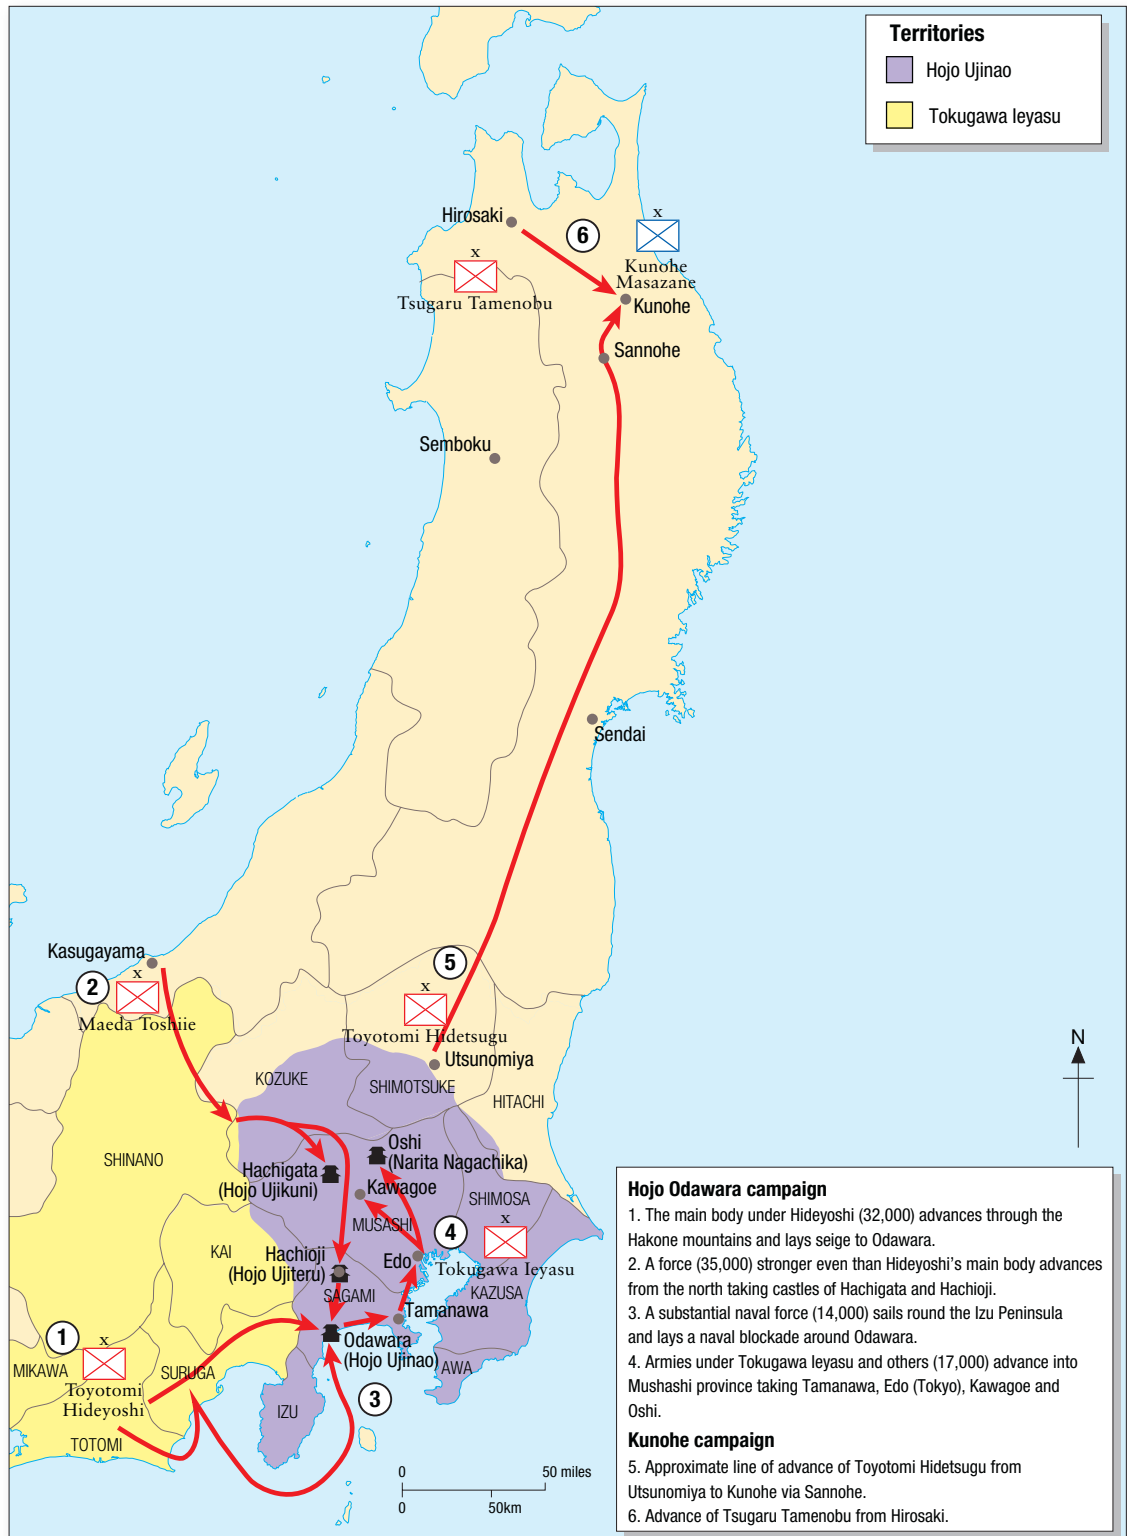 Territories
Hojo Ujinao
Tokugawa Ieyasu
Hirosaki
6
x
Kunohe
Masazane
x
Tsugaru Tamenobu
Kunohe
Sannohe
Semboku
Sendai
Kasugayama
2
x
Maeda Toshiie
5
x
Toyotomi Hidetsugu
Utsunomiya
KOZUKE
SHIMOTSUKE
HITACHI
SHINANO
Oshi
(Narita Nagachika)
Hachigata
(Hojo Ujikuni)
Kawagoe
SHIMOSA
MUSASHI
4
x
Tokugawa Ieyasu
KAI
Hachioji
(Hojo Ujiteru)
Edo
SAGAMI
KAZUSA
Tamanawa
1
x
Toyotomi
Hideyoshi
MIKAWA
SURUGA
Odawara
(Hojo Ujinao)
AWA
3
IZU
TOTOMI
N
0
50 miles
0
50km
Hojo Odawara campaign
1. The main body under Hideyoshi (32,000) advances through the
Hakone mountains and lays seige to Odawara.
2. A force (35,000) stronger even than Hideyoshi’s main body advances
from the north taking castles of Hachigata and Hachioji.
3. A substantial naval force (14,000) sails round the Izu Peninsula
and lays a naval blockade around Odawara.
4. Armies under Tokugawa Ieyasu and others (17,000) advance into
Mushashi province taking Tamanawa, Edo (Tokyo), Kawagoe and
Oshi.
Kunohe campaign
5. Approximate line of advance of Toyotomi Hidetsugu from
Utsunomiya to Kunohe via Sannohe.
6. Advance of Tsugaru Tamenobu from Hirosaki.